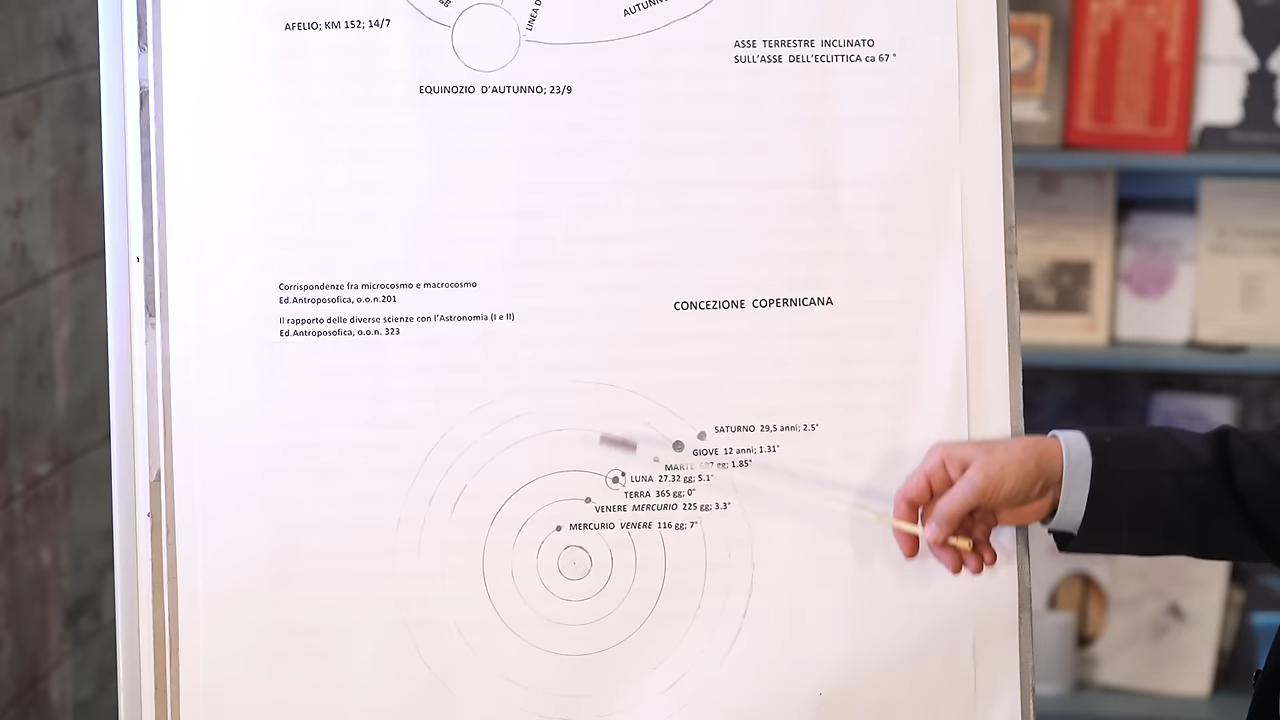 AFELIO; KM 152; 14/7
LINEA D
AUTUNNO
ASSE TERRESTRE INCLINATO
SULL'ASSE DELL'ECLITTICA ca 67 °
EQUINOZIO D'AUTUNNO; 23/9
Corrispondenze fra microcosmo e macrocosmo
Ed.Antroposofica, o.o.n.201
Il rapporto delle diverse scienze con l'Astronomia (I e II)
Ed.Antroposofica, o.o.n. 323
CONCEZIONE COPERNICANA
SATURNO 29,5 anni; 2.5°
GIOVE 12 anni; 1.31°
MARTE 687 gg; 1.85°
LUNA 27.32 gg; 5.1°
TERRA 365 gg; 0°
VENERE MERCURIO 225 gg; 3.3°
MERCURIO VENERE 116 gg; 7°